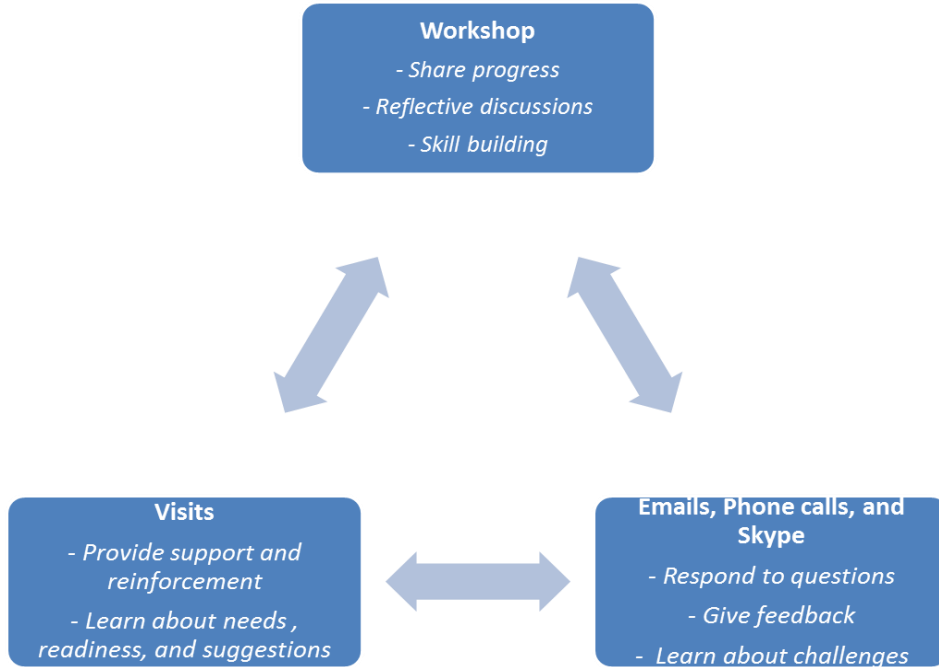 Workshop
- Share progress
- Reflective discussions
- Skill building
Visits
- Provide support and
reinforcement
- Learn about needs ,
readiness, and suggestions
Emails, Phone calls, and
Skype
- Respond to questions
- Give feedback
- Learn about challenges